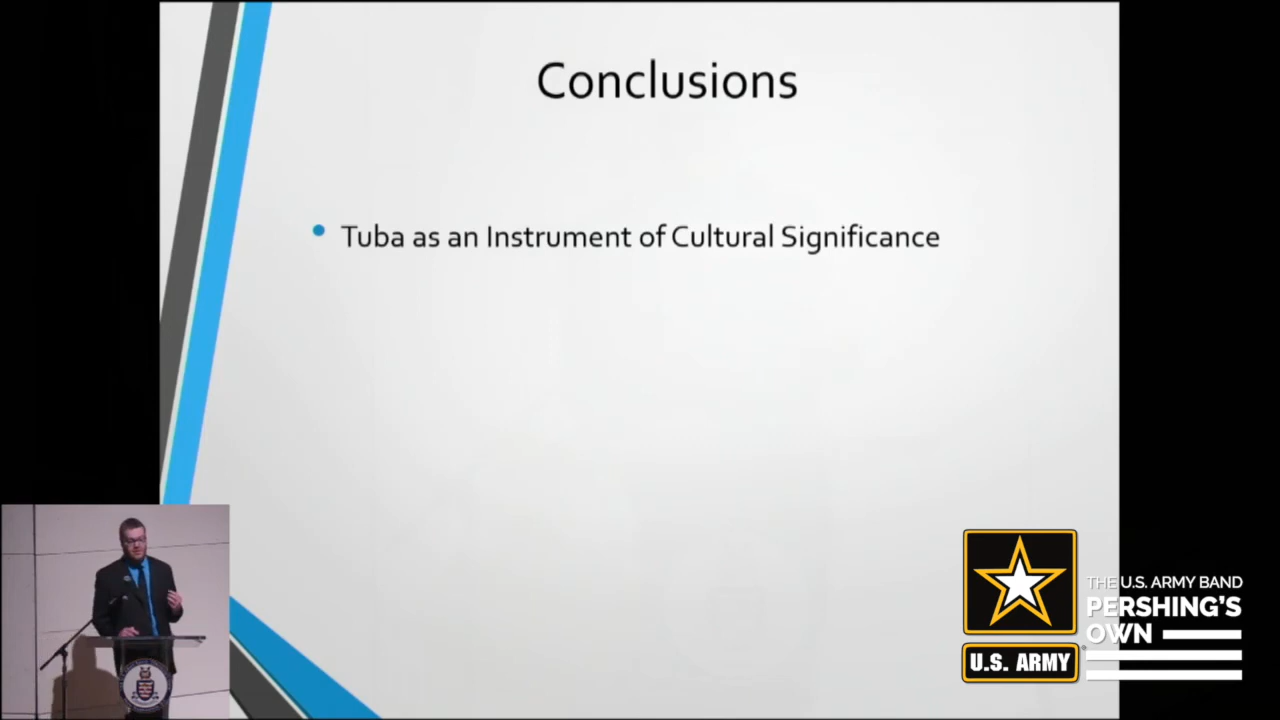 Conclusions
• Tuba as an Instrument of Cultural Significance
THE U.S. ARMY BAND
PERSHING'S
OWN
U.S. ARMY